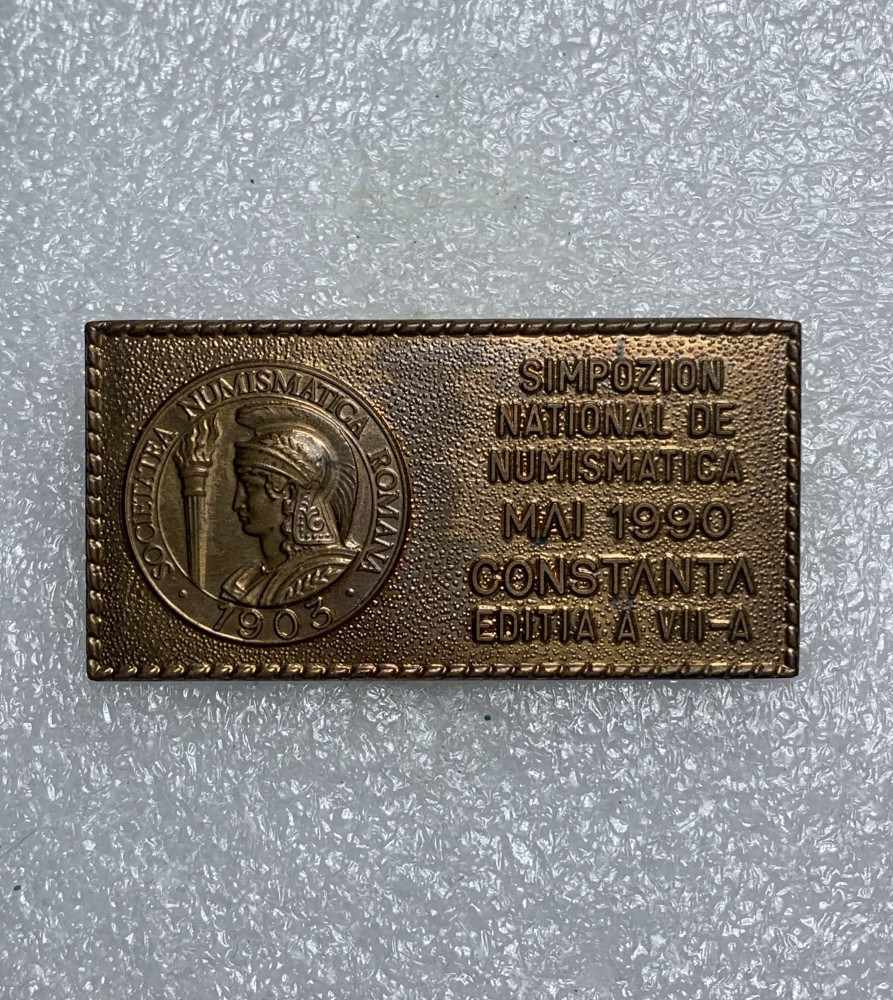 SOCIETATEA NUMISMATICA ROMANA
1903
SIMPOZION
NATIONAL DE
NUMISMATICA
MAI 1990
CONSTANTA
EDITIA A VII-A